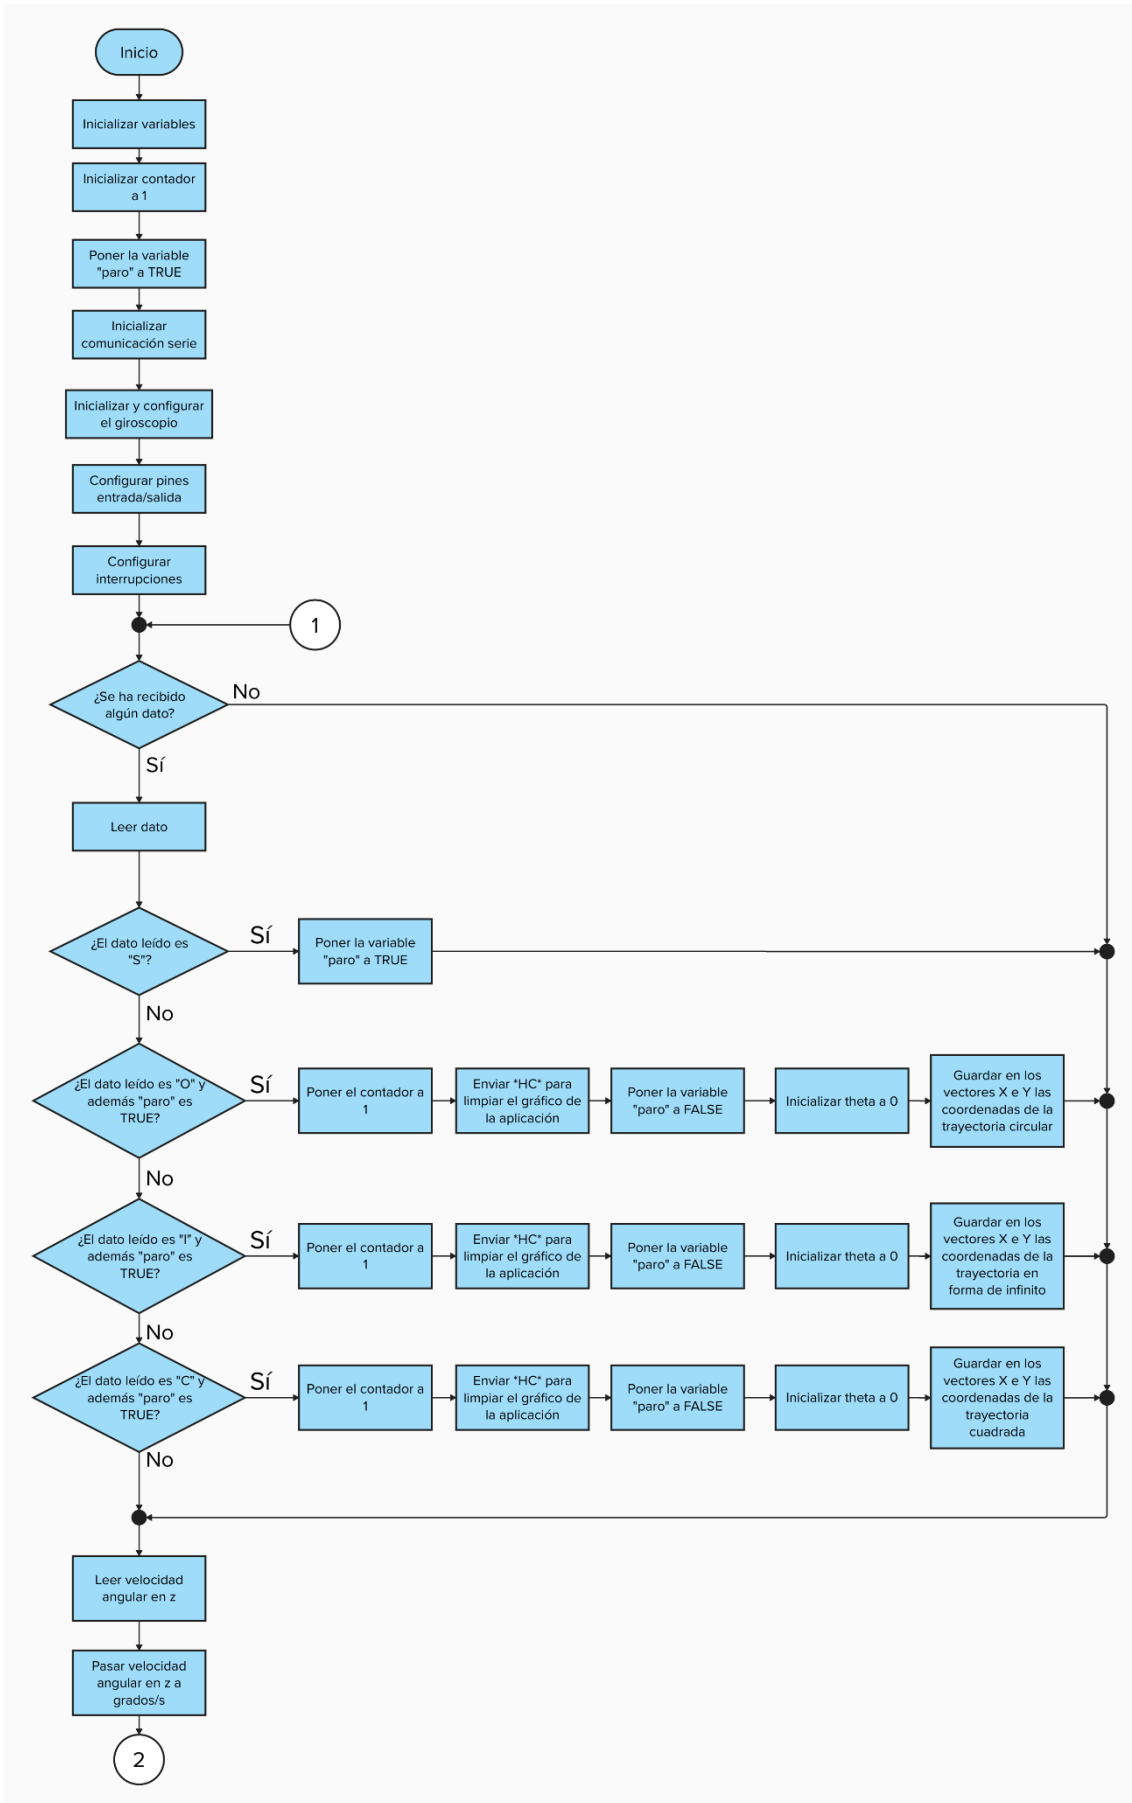 Inicio
Inicializar variables
Inicializar contador
a 1
Poner la variable
"paro" a TRUE
Inicializar
comunicación serie
Inicializar y configurar
el giroscopio
Configurar pines
entrada/salida
Configurar
interrupciones
1
¿Se ha recibido
algún dato?
No
Sí
Leer dato
¿El dato leído es
"S"?
Sí
Poner la variable
"paro" a TRUE
No
¿El dato leído es "O" y
además "paro" es
TRUE?
Sí
Poner el contador a
1
Enviar *HC* para
limpiar el gráfico de
la aplicación
Poner la variable
"paro" a FALSE
Inicializar theta a 0
Guardar en los
vectores X e Y las
coordenadas de la
trayectoria circular
No
¿El dato leído es "I" y
además "paro" es
TRUE?
Sí
Poner el contador a
1
Enviar *HC* para
limpiar el gráfico de
la aplicación
Poner la variable
"paro" a FALSE
Inicializar theta a 0
Guardar en los
vectores X e Y las
coordenadas de la
trayectoria en
forma de infinito
No
¿El dato leído es "C" y
además "paro" es
TRUE?
Sí
Poner el contador a
1
Enviar *HC* para
limpiar el gráfico de
la aplicación
Poner la variable
"paro" a FALSE
Inicializar theta a 0
Guardar en los
vectores X e Y las
coordenadas de la
trayectoria
cuadrada
No
Leer velocidad
angular en z
Pasar velocidad
angular en z a
grados/s
2